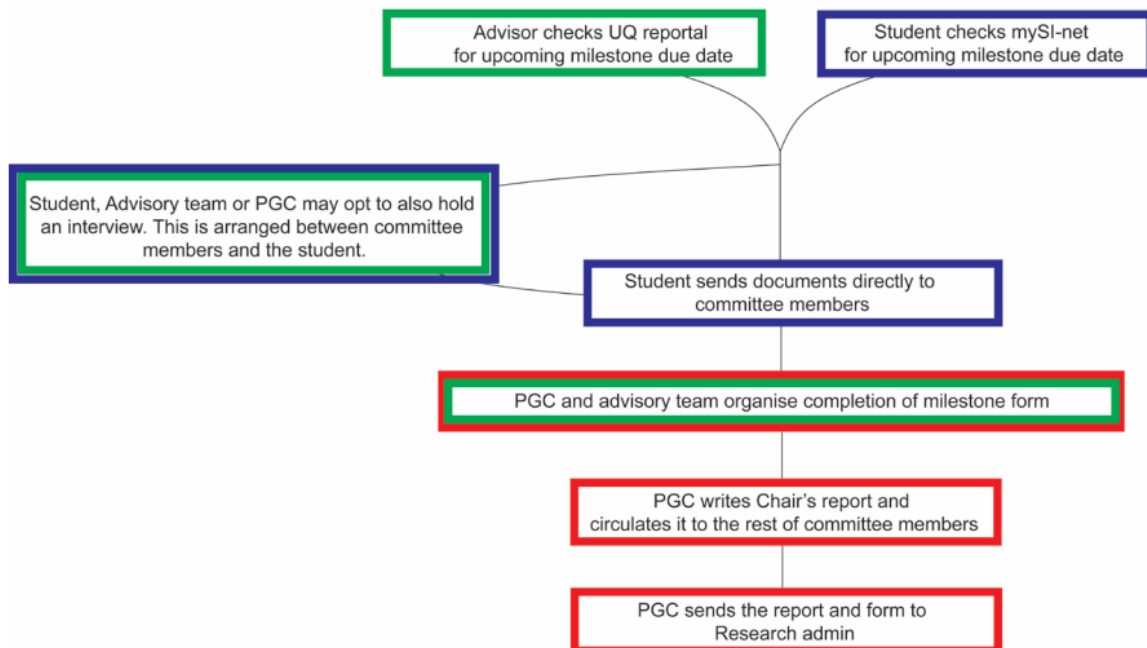 Advisor checks UQ reportal
for upcoming milestone due date
Student checks mySI-net
for upcoming milestone due date
Student, Advisory team or PGC may opt to also hold
an interview. This is arranged between committee
members and the student.
Student sends documents directly to
committee members
PGC and advisory team organise completion of milestone form
PGC writes Chair’s report and
circulates it to the rest of committee members
PGC sends the report and form to
Research admin